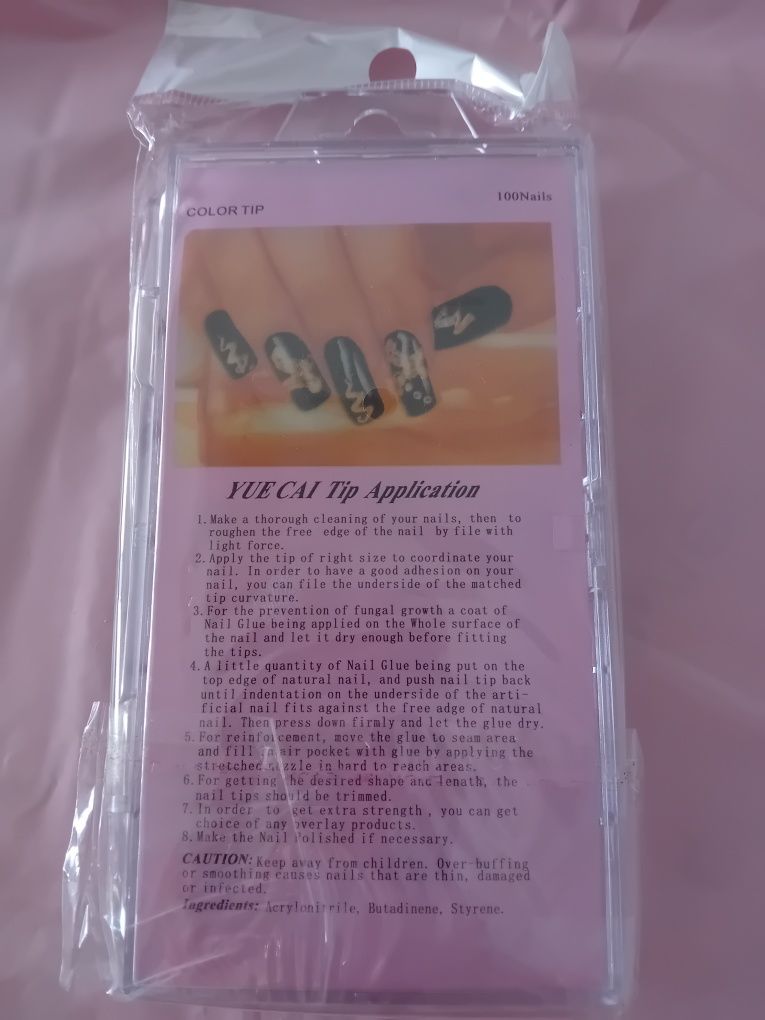 COLOR TIP
100Nails
YUE CAI Tip Application
1. Make a thorough cleaning of your nails, then to
roughen the free edge of the nail by file with
light force.
2. Apply the tip of right size to coordinate your
nail. In order to have a good adhesion on your
nail, you can file the underside of the matched
tip curvature.
3. For the prevention of fungal growth a coat of
Nail Glue being applied on the Whole surface of
the nail and let it dry enough before fitting
the tips.
4. A little quantity of Nail Glue being put on the
top edge of natural nail, and push nail tip back
until indentation on the underside of the arti-
ficial nail fits against the free adge of natural
nail. Then press down firmly and let the glue dry.
5. For reinforcement, move the glue to seam area
and fill in air pocket with glue by applying the
stretched nozzle in hard to reach areas.
6. For getting the desired shape and lenath, the
nail tips should be trimmed.
7. In order to get extra strength, you can get
choice of any overlay products.
8. Make the Nail Polished if necessary.
CAUTION: Keep away from children. Over-buffing
or smoothing causes nails that are thin, damaged
or infected.
Iagredients: Acrylonitrile, Butadinene, Styrene.